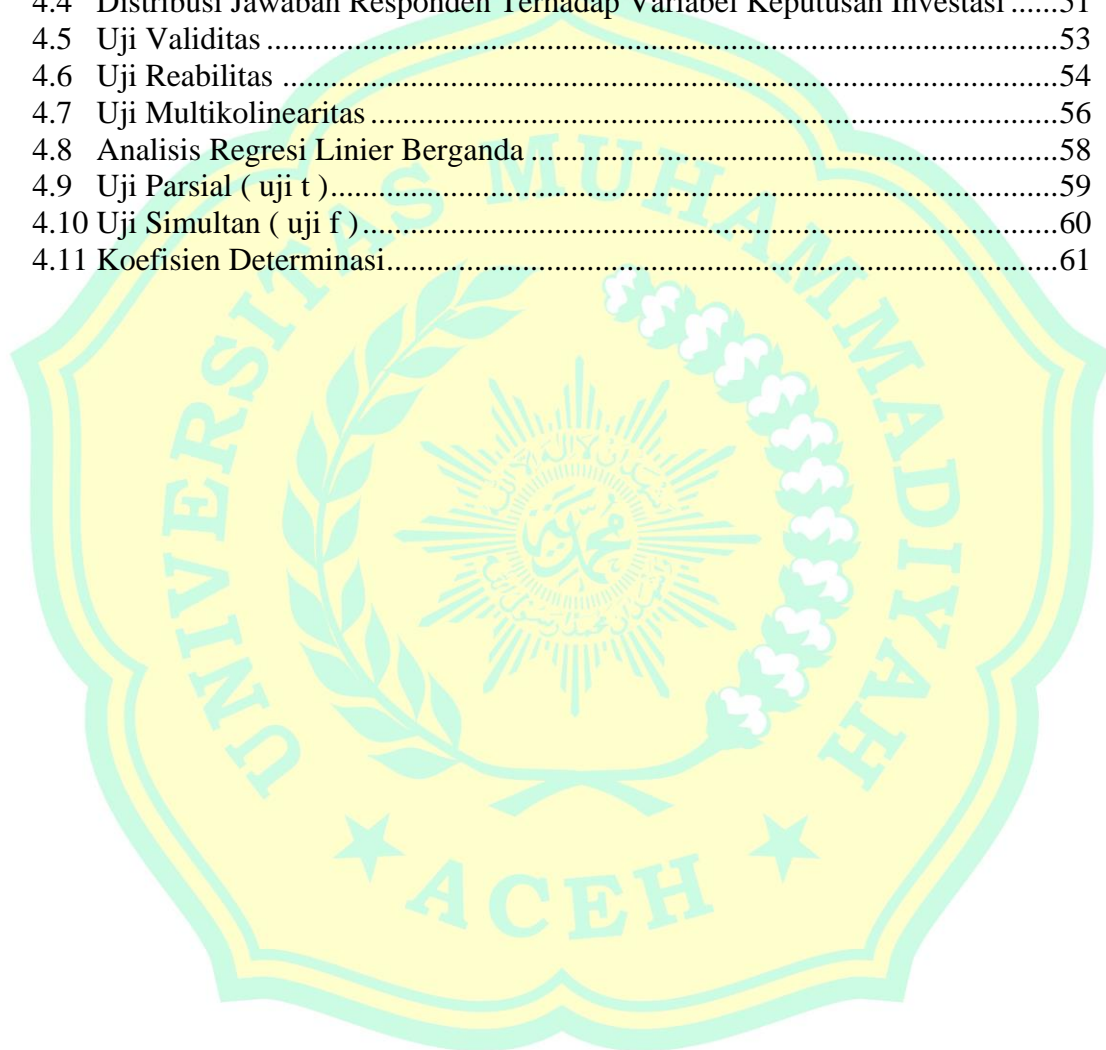 4.4 Distribusi Jawaban Responden Terhadap Variabel Keputusan Investasi ......51
4.5 Uji Validitas ....................................................................................................53
4.6 Uji Reabilitas ..................................................................................................54
4.7 Uji Multikolinearitas .......................................................................................56
4.8 Analisis Regresi Linier Berganda ...................................................................58
4.9 Uji Parsial ( uji t ) ............................................................................................59
4.10 Uji Simultan ( uji f ) ........................................................................................60
4.11 Koefisien Determinasi .....................................................................................61
UNIVERSITAS MUHAMMADIYAH
ACEH
محمد